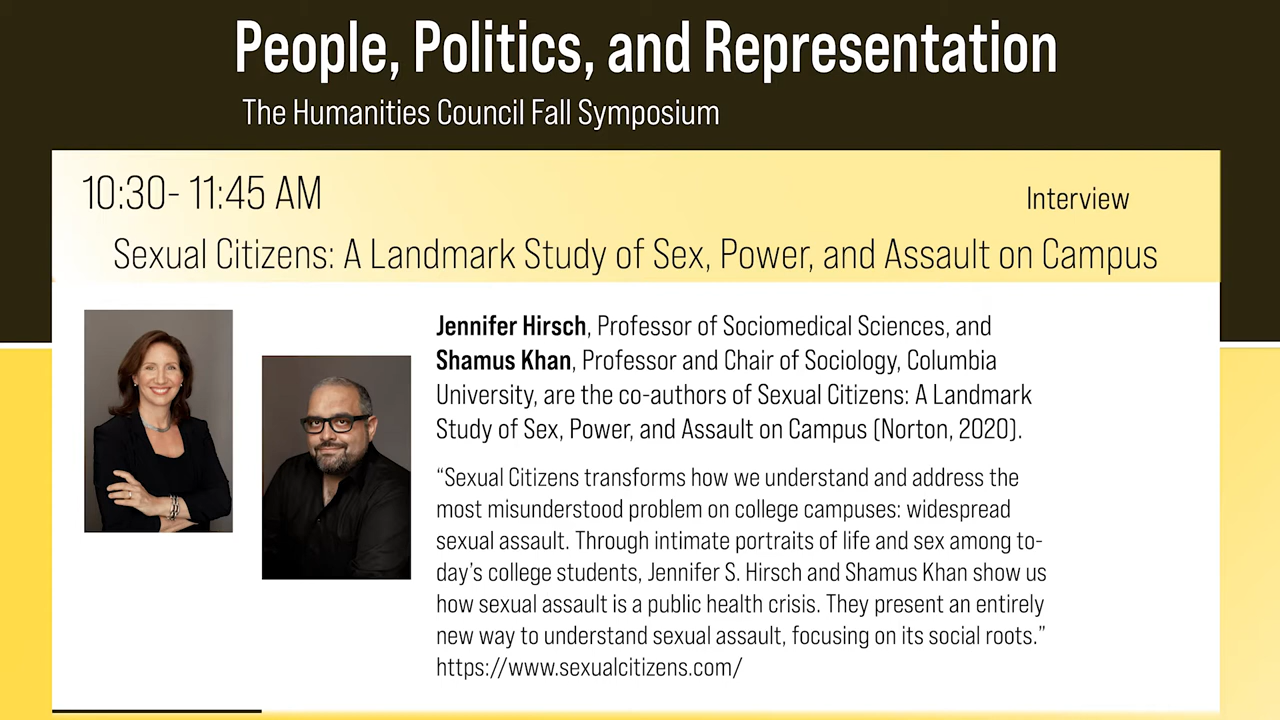 People, Politics, and Representation
The Humanities Council Fall Symposium
10:30- 11:45 AM
Interview
Sexual Citizens: A Landmark Study of Sex, Power, and Assault on Campus
Jennifer Hirsch, Professor of Sociomedical Sciences, and
Shamus Khan, Professor and Chair of Sociology, Columbia
University, are the co-authors of Sexual Citizens: A Landmark
Study of Sex, Power, and Assault on Campus (Norton, 2020).
“Sexual Citizens transforms how we understand and address the
most misunderstood problem on college campuses: widespread
sexual assault. Through intimate portraits of life and sex among to-
day’s college students, Jennifer S. Hirsch and Shamus Khan show us
how sexual assault is a public health crisis. They present an entirely
new way to understand sexual assault, focusing on its social roots.”
https://www.sexualcitizens.com/